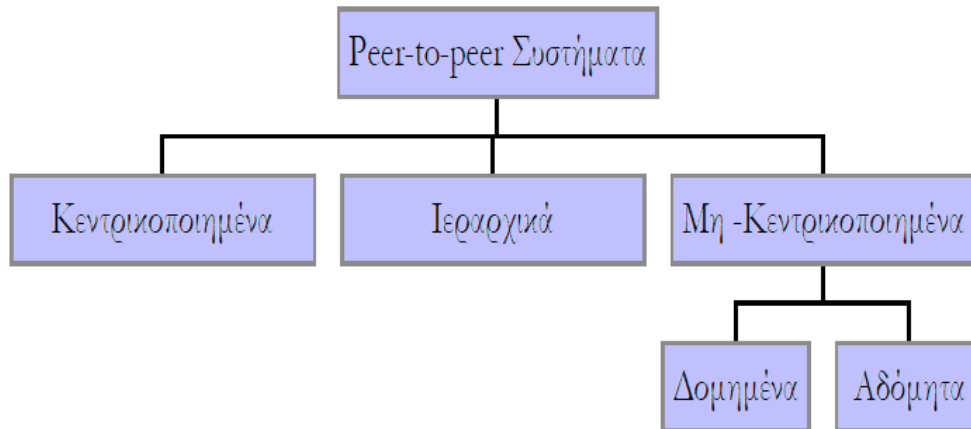 Peer-to-peer Συστήματα
Κεντρικοποιημένα
Ιεραρχικά
Μη -Κεντρικοποιημένα
Δομημένα
Αδόμητα